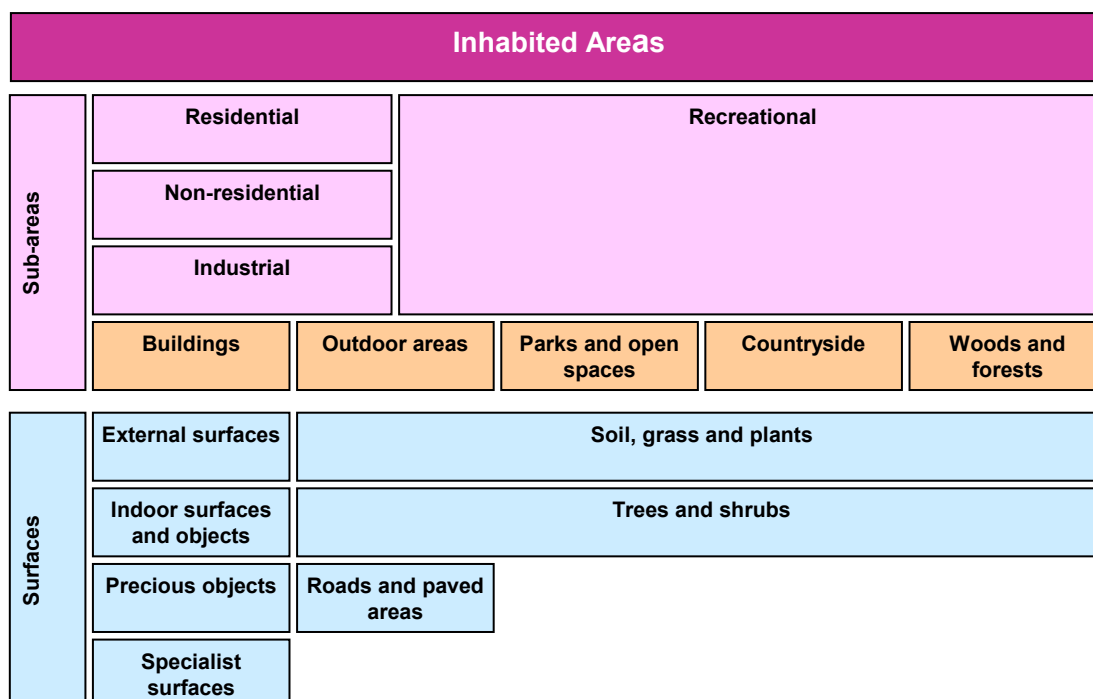 Inhabited Areas
Sub-areas
Residential
Recreational
Non-residential
Industrial
Buildings
Outdoor areas
Parks and open
spaces
Countryside
Woods and
forests
Surfaces
External surfaces
Soil, grass and plants
Indoor surfaces
and objects
Trees and shrubs
Precious objects
Roads and paved
areas
Specialist
surfaces